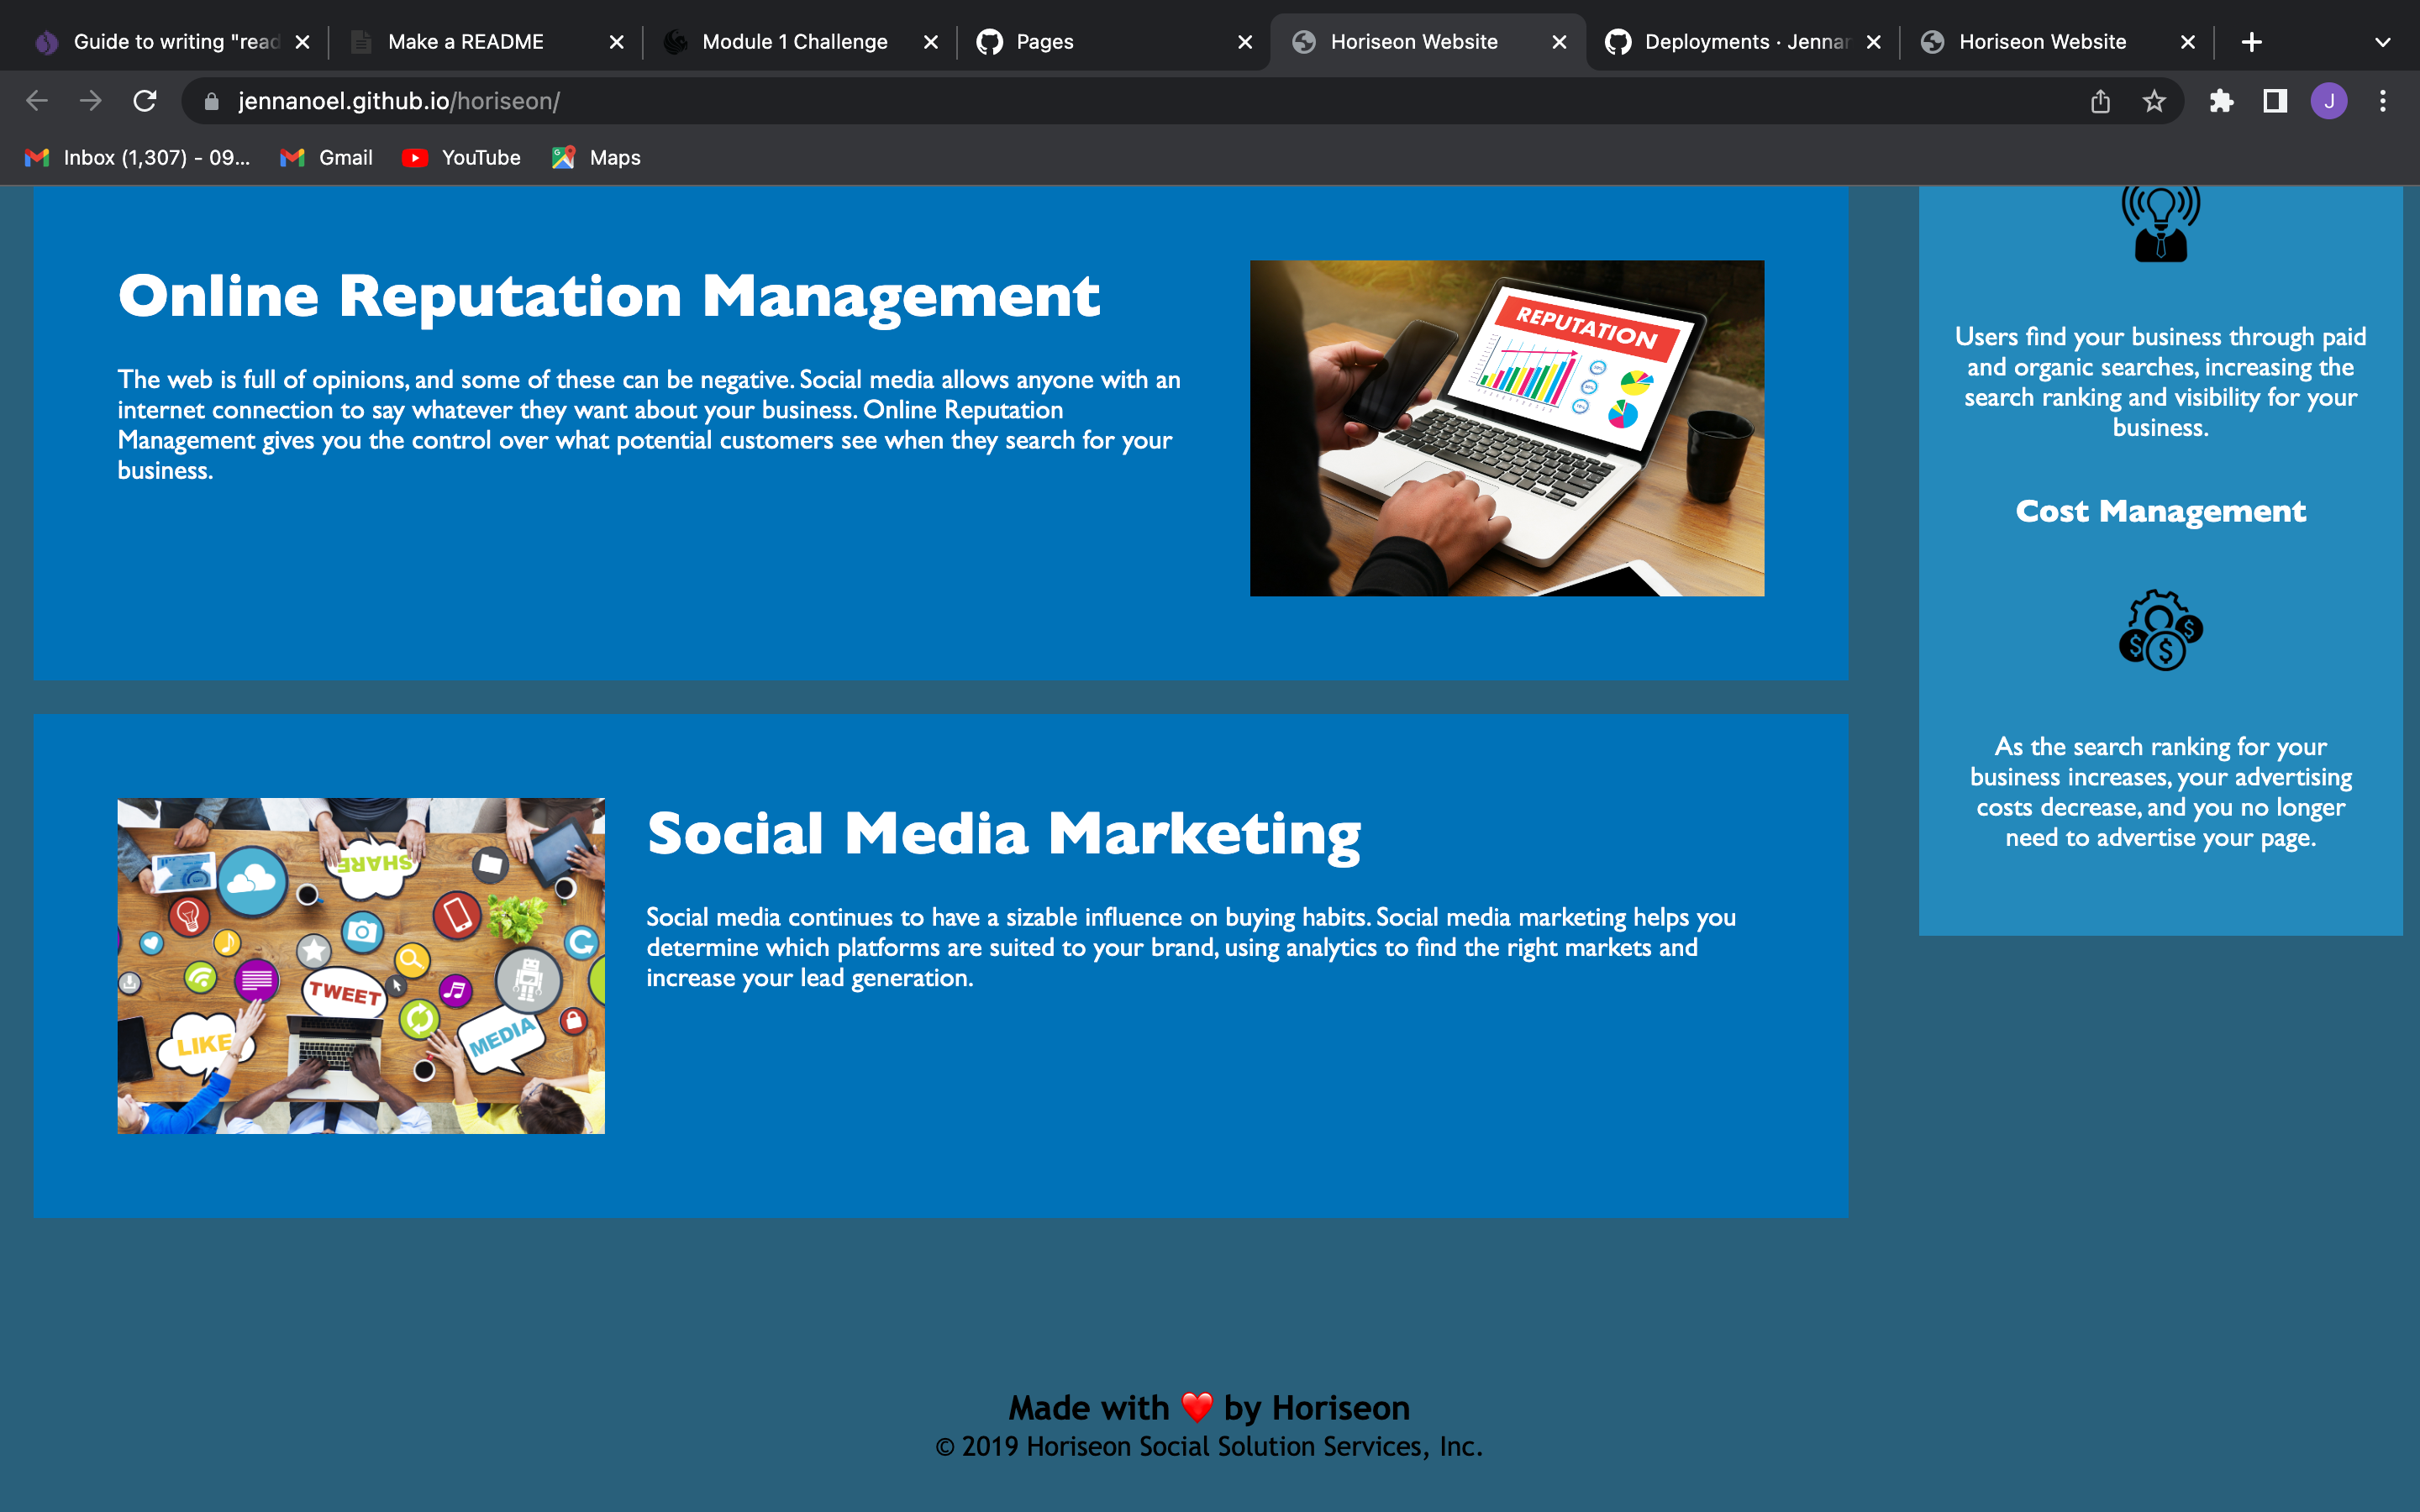 Guide to writing "read
Make a README
Module 1 Challenge
Pages
Horiseon Website
Deployments · Jennan
Horiseon Website
jennanoel.github.io/horiseon/
J
Inbox (1,307) - 09...
Gmail
YouTube
Maps
Online Reputation Management
The web is full of opinions, and some of these can be negative. Social media allows anyone with an
internet connection to say whatever they want about your business. Online Reputation
Management gives you the control over what potential customers see when they search for your
business.
REPUTATION
Social Media Marketing
Social media continues to have a sizable influence on buying habits. Social media marketing helps you
determine which platforms are suited to your brand, using analytics to find the right markets and
increase your lead generation.
SHARE
TWEET
LIKE
MEDIA
Users find your business through paid
and organic searches, increasing the
search ranking and visibility for your
business.
Cost Management
$ $ $
As the search ranking for your
business increases, your advertising
costs decrease, and you no longer
need to advertise your page.
Made with ❤️ by Horiseon
© 2019 Horiseon Social Solution Services, Inc.